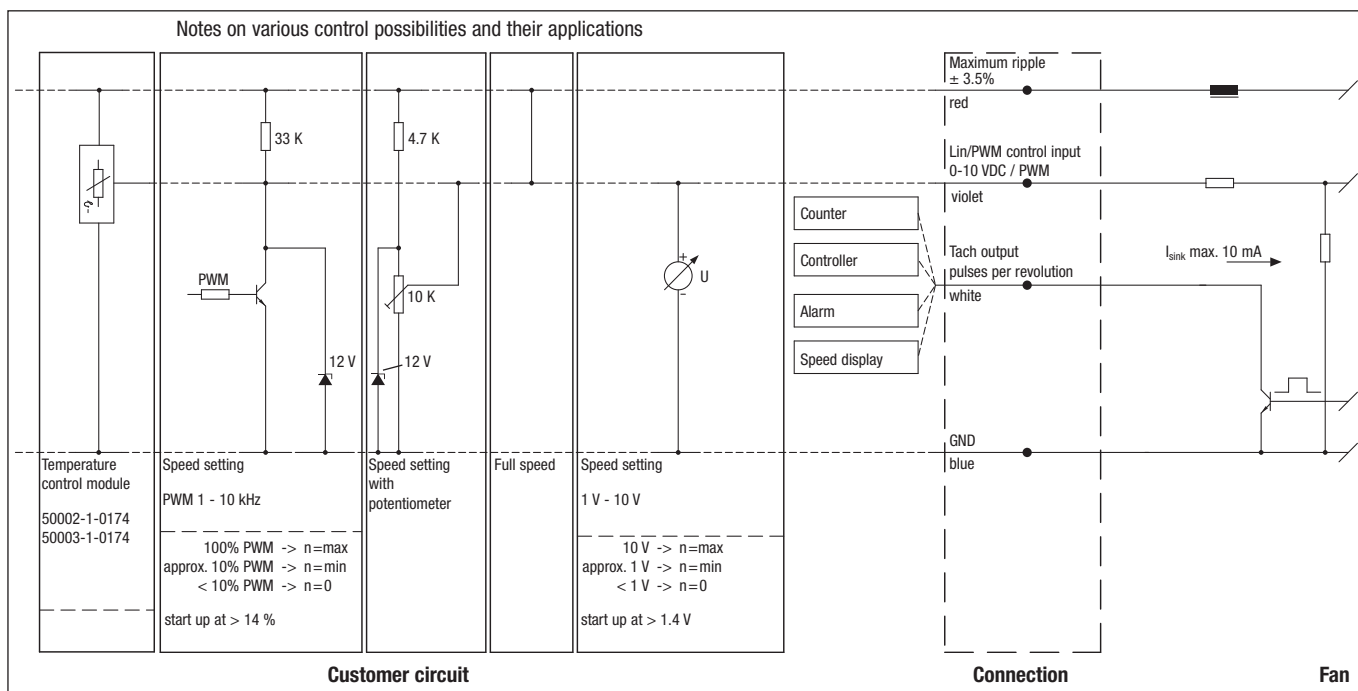 Notes on various control possibilities and their applications
Maximum ripple
± 3.5%
red
33 K
4.7 K
Lin/PWM control input
0-10 VDC / PWM
violet
Counter
Controller
Alarm
Speed display
Tach output
pulses per revolution
white
Isink max. 10 mA
PWM
10 K
+
U
-
12 V
12 V
GND
blue
Temperature
control module
50002-1-0174
50003-1-0174
Speed setting
PWM 1 - 10 kHz
100% PWM -> n=max
approx. 10% PWM -> n=min
< 10% PWM -> n=0
start up at > 14 %
Speed setting
with
potentiometer
Full speed
Speed setting
1 V - 10 V
10 V -> n=max
approx. 1 V -> n=min
< 1 V -> n=0
start up at > 1.4 V
Customer circuit
Connection
Fan